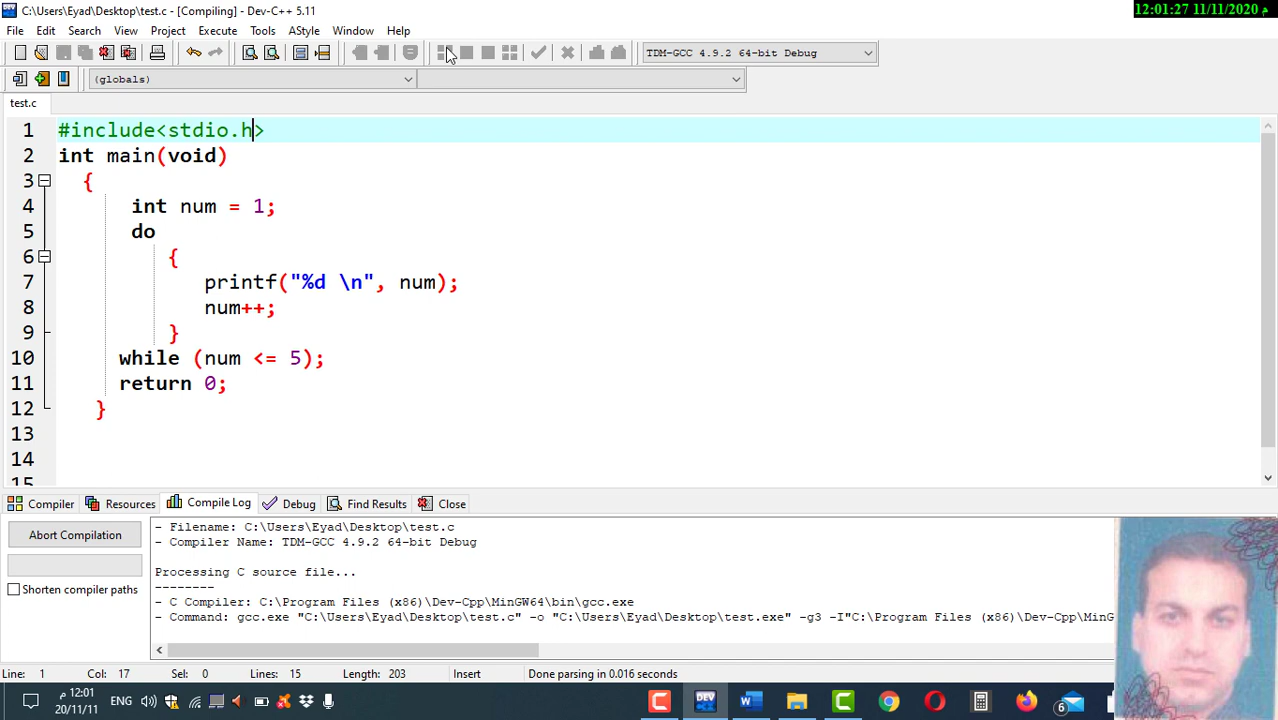 C:\Users\Eyad\Desktop\test.c - [Compiling] - Dev-C++ 5.11
12:01:27 11/11/2020 م
File Edit Search View Project Execute Tools AStyle Window Help
TDM-GCC 4.9.2 64-bit Debug
(globals)
test.c
1 #include<stdio.h>
2 int main(void)
3 {
4 int num = 1;
5 do
6 {
7 printf("%d \n", num);
8 num++;
9 }
10 while (num <= 5);
11 return 0;
12 }
13
14
15
Compiler Resources Compile Log Debug Find Results Close
Abort Compilation
Shorten compiler paths
- Filename: C:\Users\Eyad\Desktop\test.c
- Compiler Name: TDM-GCC 4.9.2 64-bit Debug
Processing C source file...
--------
- C Compiler: C:\Program Files (x86)\Dev-Cpp\MinGW64\bin\gcc.exe
- Command: gcc.exe "C:\Users\Eyad\Desktop\test.c" -o "C:\Users\Eyad\Desktop\test.exe" -g3 -I"C:\Program Files (x86)\Dev-Cpp\MinG
Line: 1 Col: 17 Sel: 0 Lines: 15 Length: 203 Insert Done parsing in 0.016 seconds
12:01 م
20/11/11
ENG
DEV
6